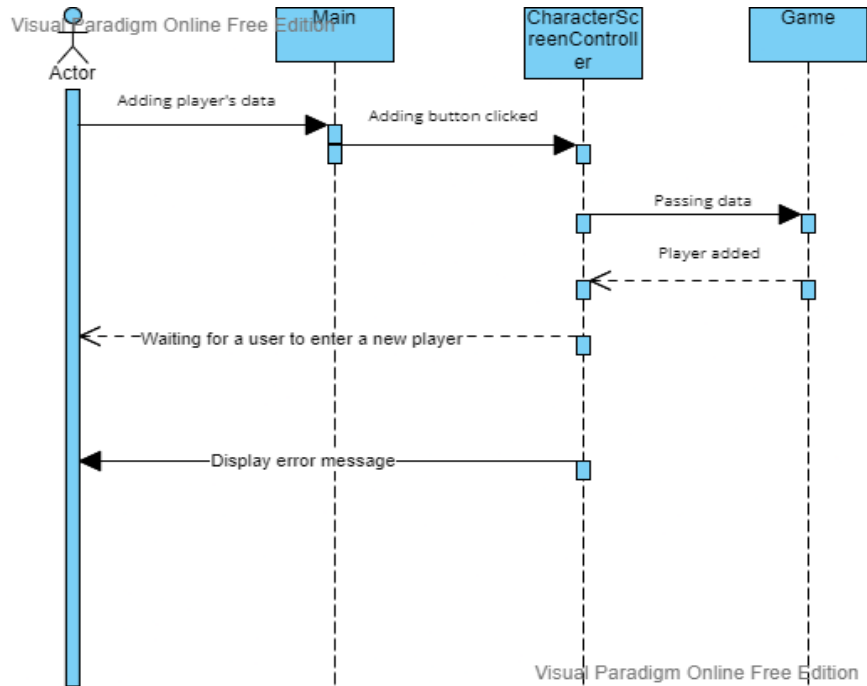 Visual Paradigm Online Free Edition
Main
CharacterSc
reenControll
er
Game
Actor
Adding player's data
Adding button clicked
Passing data
Player added
Waiting for a user to enter a new player
Display error message
Visual Paradigm Online Free Edition